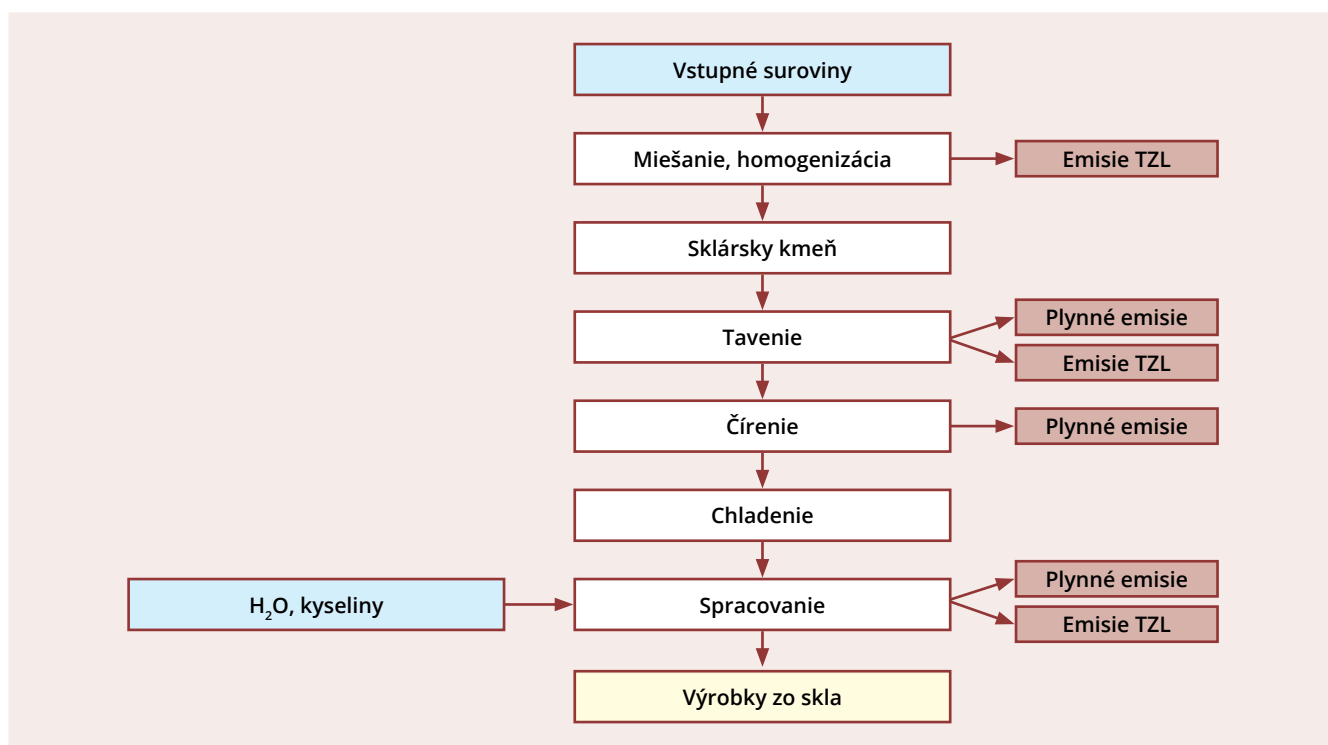 Vstupné suroviny
Miešanie, homogenizácia
Emisie TZL
Sklársky kmeň
Tavenie
Plynné emisie
Emisie TZL
Čírenie
Plynné emisie
Chladenie
H₂O, kyseliny
Spracovanie
Plynné emisie
Emisie TZL
Výrobky zo skla